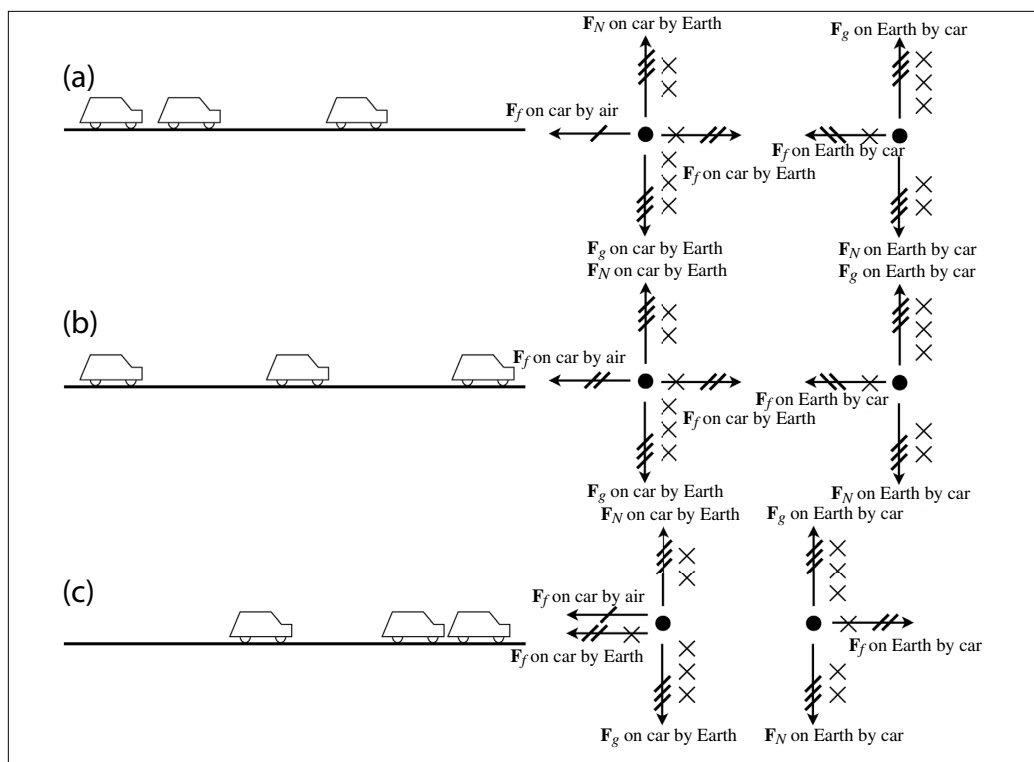 (a)
F_N on car by Earth
F_f on car by air
F_f on car by Earth
F_g on car by Earth
F_g on Earth by car
F_f on Earth by car
F_N on Earth by car
(b)
F_N on car by Earth
F_f on car by air
F_f on car by Earth
F_g on car by Earth
F_g on Earth by car
F_f on Earth by car
F_N on Earth by car
(c)
F_N on car by Earth
F_f on car by air
F_f on car by Earth
F_g on car by Earth
F_g on Earth by car
F_f on Earth by car
F_N on Earth by car